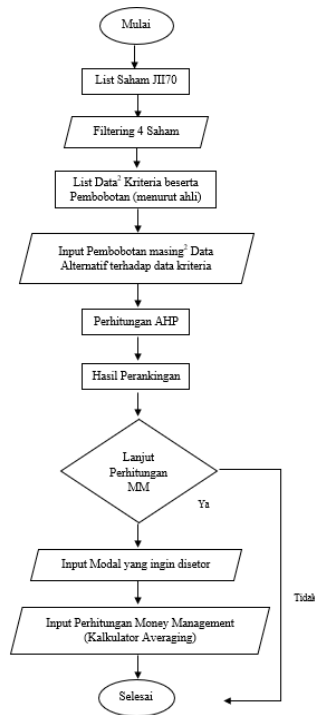 Mulai
List Saham JII70
Filtering 4 Saham
List Data² Kriteria beserta
Pembobotan (menurut ahli)
Input Pembobotan masing² Data
Alternatif terhadap data kriteria
Perhitungan AHP
Hasil Perankingan
Lanjut
Perhitungan
MM
Ya
Input Modal yang ingin disetor
Tidak
Input Perhitungan Money Management
(Kalkulator Averaging)
Selesai